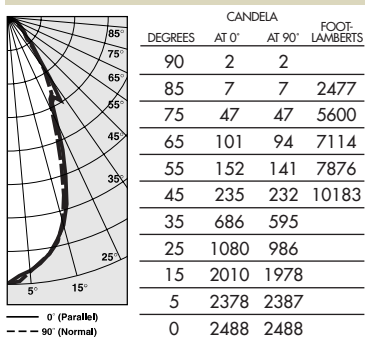 85°
75°
65°
55°
45°
35°
25°
5° 15°
0° (Parallel)
90° (Normal)
CANDELA
DEGREES AT 0° AT 90° FOOT-LAMBERTS
90 2 2
85 7 7 2477
75 47 47 5600
65 101 94 7114
55 152 141 7876
45 235 232 10183
35 686 595
25 1080 986
15 2010 1978
5 2378 2387
0 2488 2488